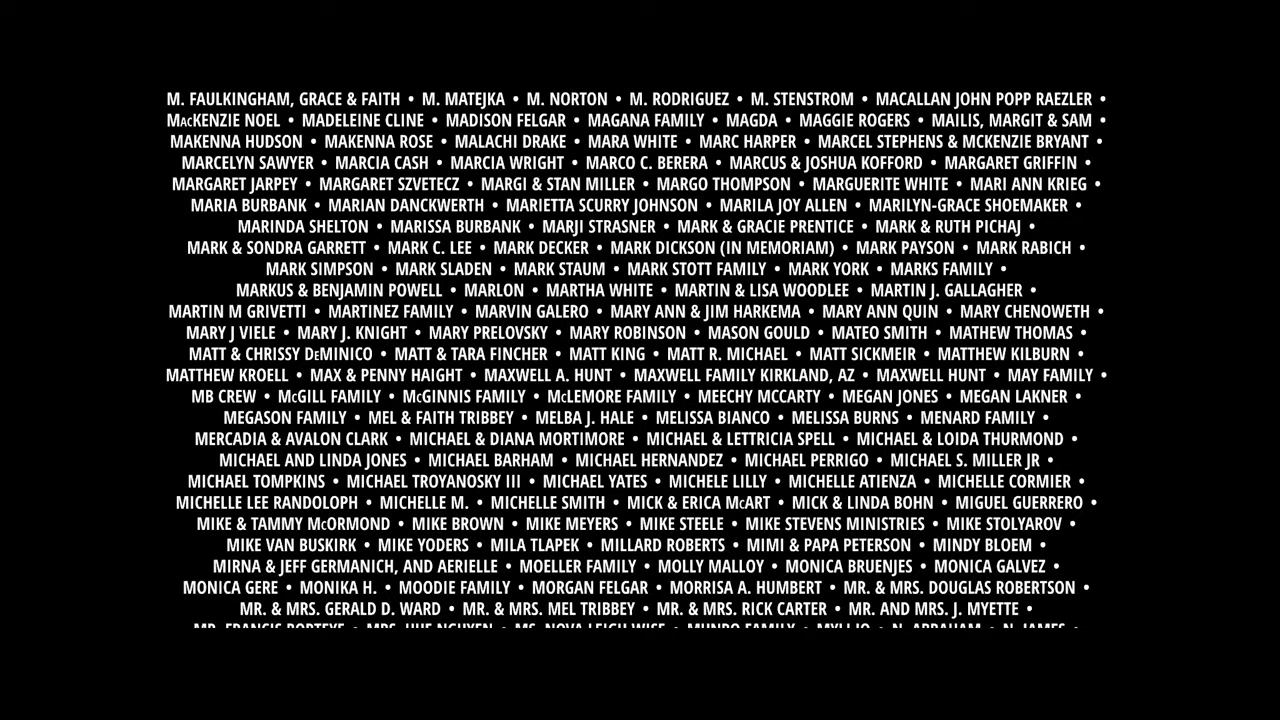 M. FAULKINGHAM, GRACE & FAITH • M. MATEJKA • M. NORTON • M. RODRIGUEZ • M. STENSTROM • MACALLAN JOHN POPP RAEZLER •
MACKENZIE NOEL • MADELEINE CLINE • MADISON FELGAR • MAGANA FAMILY • MAGDA • MAGGIE ROGERS • MAILIS, MARGIT & SAM •
MAKENNA HUDSON • MAKENNA ROSE • MALACHI DRAKE • MARA WHITE • MARC HARPER • MARCEL STEPHENS & MCKENZIE BRYANT •
MARCELYN SAWYER • MARCIA CASH • MARCIA WRIGHT • MARCO C. BERERA • MARCUS & JOSHUA KOFFORD • MARGARET GRIFFIN •
MARGARET JARPEY • MARGARET SZVETECZ • MARGI & STAN MILLER • MARGO THOMPSON • MARGUERITE WHITE • MARI ANN KRIEG •
MARIA BURBANK • MARIAN DANCKWERTH • MARIETTA SCURRY JOHNSON • MARILA JOY ALLEN • MARILYN-GRACE SHOEMAKER •
MARINDA SHELTON • MARISSA BURBANK • MARJI STRASNER • MARK & GRACIE PRENTICE • MARK & RUTH PICHAJ •
MARK & SONDRA GARRETT • MARK C. LEE • MARK DECKER • MARK DICKSON (IN MEMORIAM) • MARK PAYSON • MARK RABICH •
MARK SIMPSON • MARK SLADEN • MARK STAUM • MARK STOTT FAMILY • MARK YORK • MARKS FAMILY •
MARKUS & BENJAMIN POWELL • MARLON • MARTHA WHITE • MARTIN & LISA WOODLEE • MARTIN J. GALLAGHER •
MARTIN M GRIVETTI • MARTINEZ FAMILY • MARVIN GALERO • MARY ANN & JIM HARKEMA • MARY ANN QUIN • MARY CHENOWETH •
MARY J VIELE • MARY J. KNIGHT • MARY PRELOVSKY • MARY ROBINSON • MASON GOULD • MATEO SMITH • MATHEW THOMAS •
MATT & CHRISSY DeMINICO • MATT & TARA FINCHER • MATT KING • MATT R. MICHAEL • MATT SICKMEIR • MATTHEW KILBURN •
MATTHEW KROELL • MAX & PENNY HAIGHT • MAXWELL A. HUNT • MAXWELL FAMILY KIRKLAND, AZ • MAXWELL HUNT • MAY FAMILY •
MB CREW • McGILL FAMILY • McGINNIS FAMILY • McLEMORE FAMILY • MEECHY MCCARTY • MEGAN JONES • MEGAN LAKNER •
MEGASON FAMILY • MEL & FAITH TRIBBEY • MELBA J. HALE • MELISSA BIANCO • MELISSA BURNS • MENARD FAMILY •
MERCADIA & AVALON CLARK • MICHAEL & DIANA MORTIMORE • MICHAEL & LETTRICIA SPELL • MICHAEL & LOIDA THURMOND •
MICHAEL AND LINDA JONES • MICHAEL BARHAM • MICHAEL HERNANDEZ • MICHAEL PERRIGO • MICHAEL S. MILLER JR •
MICHAEL TOMPKINS • MICHAEL TROYANOSKY III • MICHAEL YATES • MICHELE LILLY • MICHELLE ATIENZA • MICHELLE CORMIER •
MICHELLE LEE RANDOLOPH • MICHELLE M. • MICHELLE SMITH • MICK & ERICA McART • MICK & LINDA BOHN • MIGUEL GUERRERO •
MIKE & TAMMY McORMOND • MIKE BROWN • MIKE MEYERS • MIKE STEELE • MIKE STEVENS MINISTRIES • MIKE STOLYAROV •
MIKE VAN BUSKIRK • MIKE YODERS • MILA TLAPEK • MILLARD ROBERTS • MIMI & PAPA PETERSON • MINDY BLOEM •
MIRNA & JEFF GERMANICH, AND AERIELLE • MOELLER FAMILY • MOLLY MALLOY • MONICA BRUENJES • MONICA GALVEZ •
MONICA GERE • MONIKA H. • MOODIE FAMILY • MORGAN FELGAR • MORRISA A. HUMBERT • MR. & MRS. DOUGLAS ROBERTSON •
MR. & MRS. GERALD D. WARD • MR. & MRS. MEL TRIBBEY • MR. & MRS. RICK CARTER • MR. AND MRS. J. MYETTE •
MR. FRANCIS • MRS. NGUYEN • MS. NOVA LEIGH WISE • MUNRO FAMILY • N. ABRAHAM • N. JAMES •